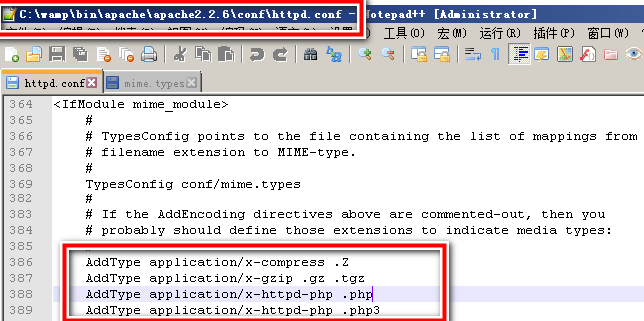 C:\wamp\bin\apache\apache2.2.6\conf\httpd.conf - Notepad++ [Administrator]
工具(O) 宏(M) 运行(R) 插件(P) 窗口(W)
httpd.conf mime.types
364 <IfModule mime_module>
365 #
366 # TypesConfig points to the file containing the list of mappings from
367 # filename extension to MIME-type.
368 #
369 TypesConfig conf/mime.types
382 #
383 # If the AddEncoding directives above are commented-out, then you
384 # probably should define those extensions to indicate media types:
385
386 AddType application/x-compress .Z
387 AddType application/x-gzip .gz .tgz
388 AddType application/x-httpd-php .php
389 AddType application/x-httpd-php .php3